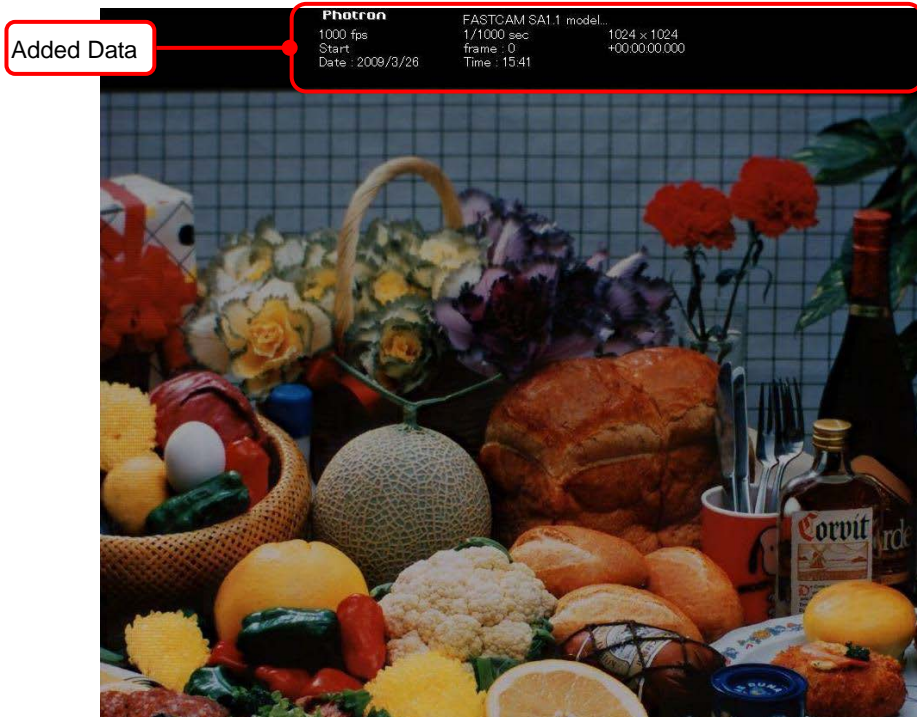 Added Data
Photron FASTCAM SA1.1 model...
1000 fps 1/1000 sec 1024 × 1024
Start frame : 0 +00:00:00.000
Date : 2009/3/26 Time : 15:41
Corvit